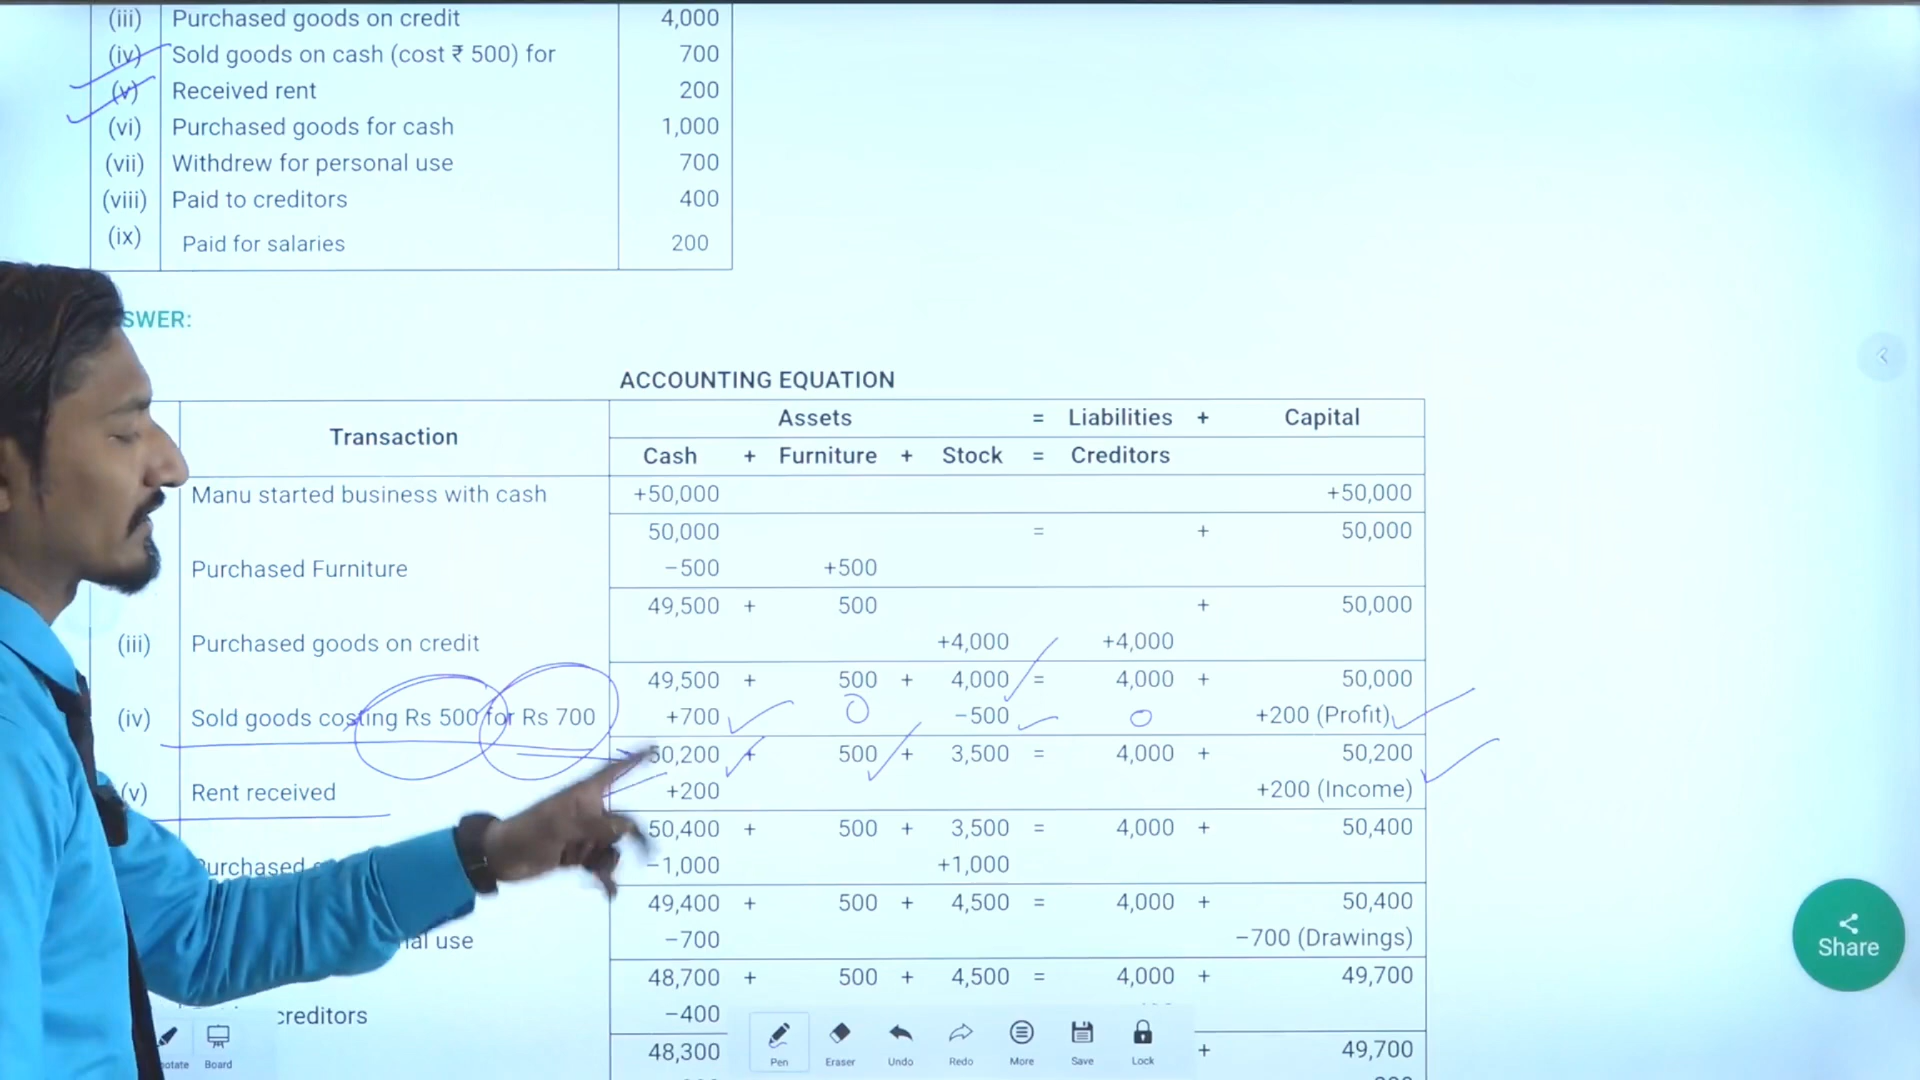 (iii) Purchased goods on credit 4,000
(iv) Sold goods on cash (cost ₹ 500) for 700
(v) Received rent 200
(vi) Purchased goods for cash 1,000
(vii) Withdrew for personal use 700
(viii) Paid to creditors 400
(ix) Paid for salaries 200
SWER:
ACCOUNTING EQUATION
Transaction Assets = Liabilities + Capital
Cash + Furniture + Stock = Creditors
Manu started business with cash +50,000 +50,000
50,000 = + 50,000
Purchased Furniture −500 +500
49,500 + 500 + 50,000
(iii) Purchased goods on credit +4,000 +4,000
49,500 + 500 + 4,000 = 4,000 + 50,000
(iv) Sold goods costing Rs 500 for Rs 700 +700 0 −500 0 +200 (Profit)
50,200 + 500 + 3,500 = 4,000 + 50,200
(v) Rent received +200 +200 (Income)
50,400 + 500 + 3,500 = 4,000 + 50,400
urchased −1,000 +1,000
49,400 + 500 + 4,500 = 4,000 + 50,400
nal use −700 −700 (Drawings)
48,700 + 500 + 4,500 = 4,000 + 49,700
creditors −400
48,300 + 49,700
Share
otate Board Pen Eraser Undo Redo More Save Lock